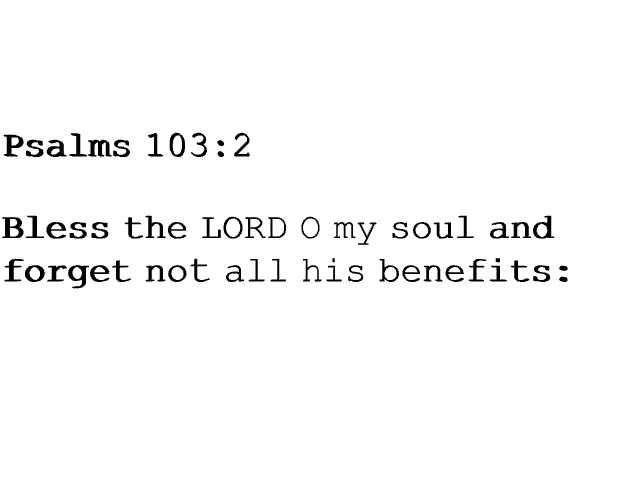 Psalms 103:2
Bless the LORD O my soul and
forget not all his benefits: